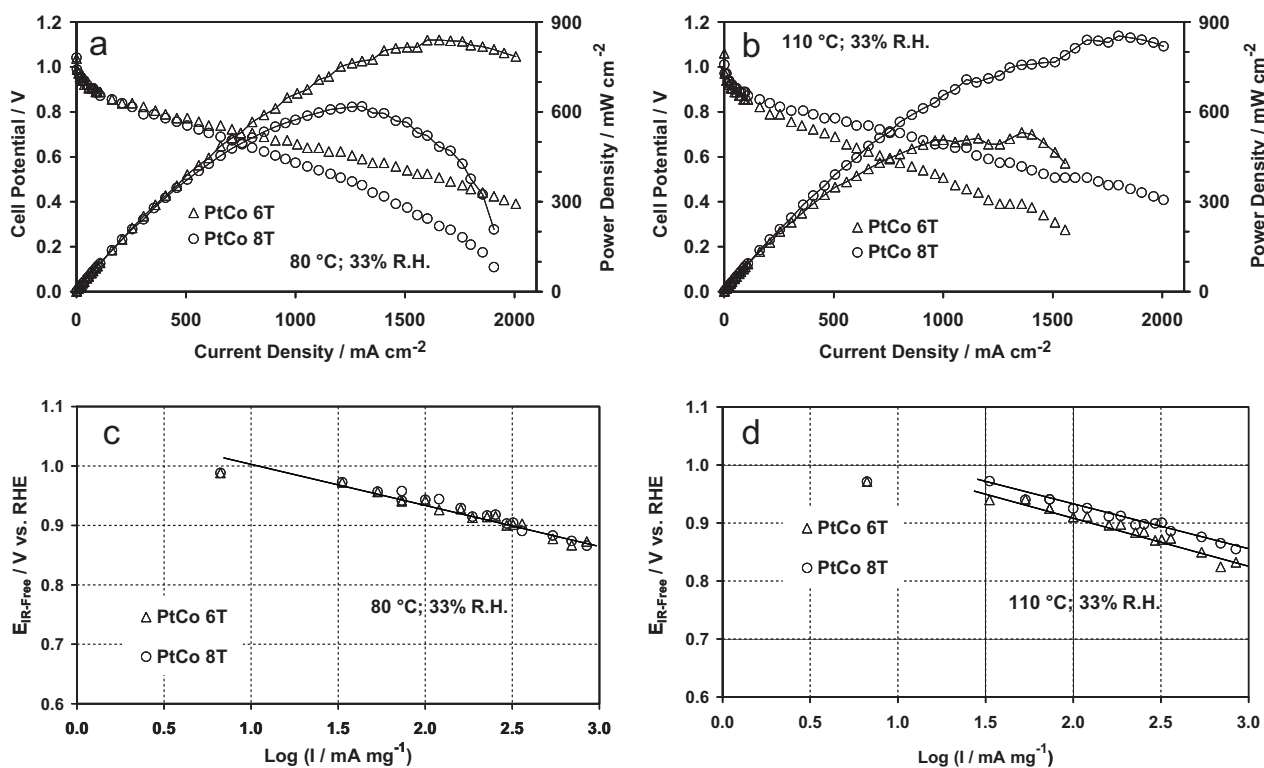 a
1.2
1.0
0.8
0.6
0.4
0.2
0.0
900
600
300
0
Cell Potential / V
Power Density / mW cm-2
PtCo 6T
PtCo 8T
80 °C; 33% R.H.
0 500 1000 1500 2000
Current Density / mA cm-2
b
110 °C; 33% R.H.
1.2
1.0
0.8
0.6
0.4
0.2
0.0
900
600
300
0
Cell Potential / V
Power Density / mW cm-2
PtCo 6T
PtCo 8T
0 500 1000 1500 2000
Current Density / mA cm-2
c
1.1
1.0
0.9
0.8
0.7
0.6
EIR-Free / V vs. RHE
80 °C; 33% R.H.
PtCo 6T
PtCo 8T
0.0 0.5 1.0 1.5 2.0 2.5 3.0
Log (I / mA mg-1)
d
1.1
1.0
0.9
0.8
0.7
0.6
EIR-Free / V vs. RHE
PtCo 6T
PtCo 8T
110 °C; 33% R.H.
0.0 0.5 1.0 1.5 2.0 2.5 3.0
Log (I / mA mg-1)